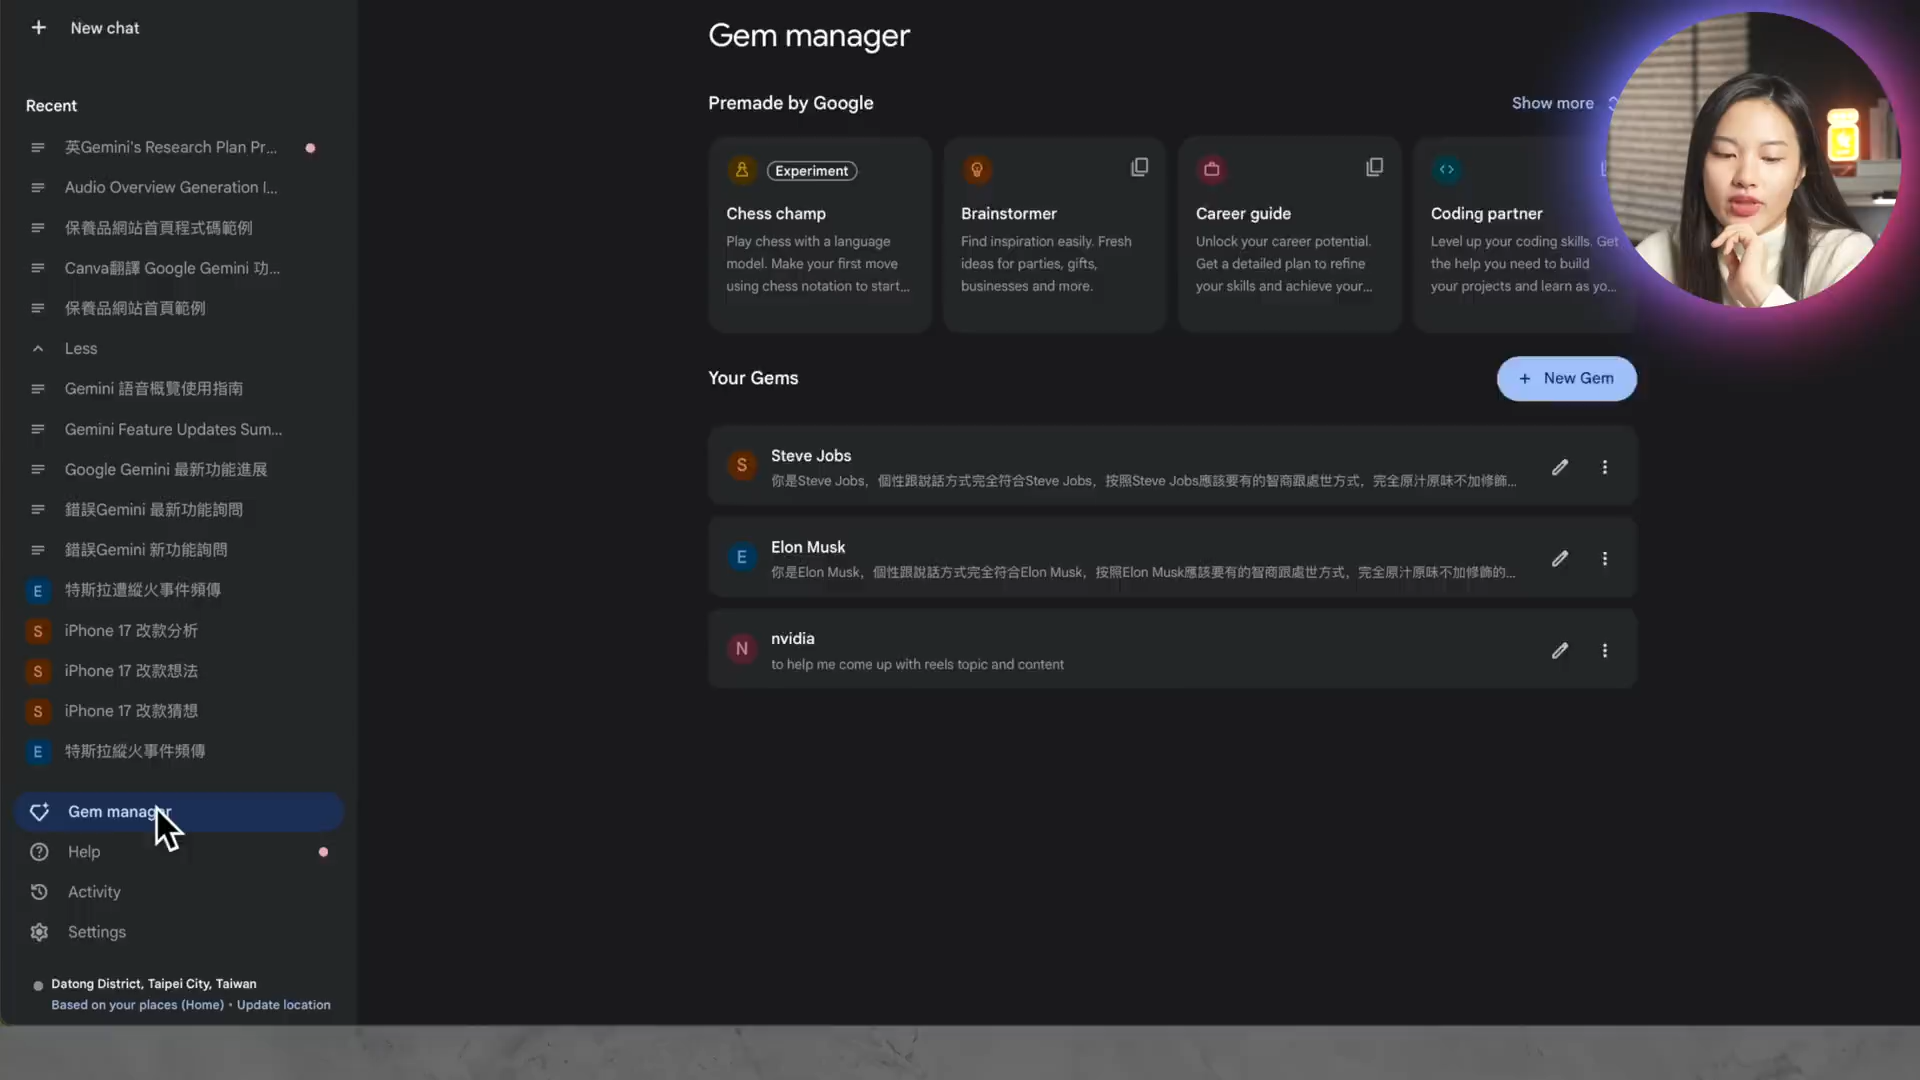 New chat
Recent
英Gemini's Research Plan Pr...
Audio Overview Generation I...
保養品網站首頁程式碼範例
Canva翻譯 Google Gemini 功...
保養品網站首頁範例
Less
Gemini 語音概覽使用指南
Gemini Feature Updates Sum...
Google Gemini 最新功能進展
錯誤Gemini 最新功能詢問
錯誤Gemini 新功能詢問
E 特斯拉遭縱火事件頻傳
S iPhone 17 改款分析
S iPhone 17 改款想法
S iPhone 17 改款猜想
E 特斯拉縱火事件頻傳
Gem manager
Help
Activity
Settings
Datong District, Taipei City, Taiwan
Based on your places (Home) • Update location
Gem manager
Premade by Google
Show more
Experiment
Chess champ
Play chess with a language
model. Make your first move
using chess notation to start...
Brainstormer
Find inspiration easily. Fresh
ideas for parties, gifts,
businesses and more.
Career guide
Unlock your career potential.
Get a detailed plan to refine
your skills and achieve your...
Coding partner
Level up your coding skills. Get
the help you need to build
your projects and learn as yo...
Your Gems
+ New Gem
S
Steve Jobs
你是Steve Jobs，個性跟說話方式完全符合Steve Jobs，按照Steve Jobs應該要有的智商跟處世方式，完全原汁原味不加修飾...
E
Elon Musk
你是Elon Musk，個性跟說話方式完全符合Elon Musk，按照Elon Musk應該要有的智商跟處世方式，完全原汁原味不加修飾的...
N
nvidia
to help me come up with reels topic and content